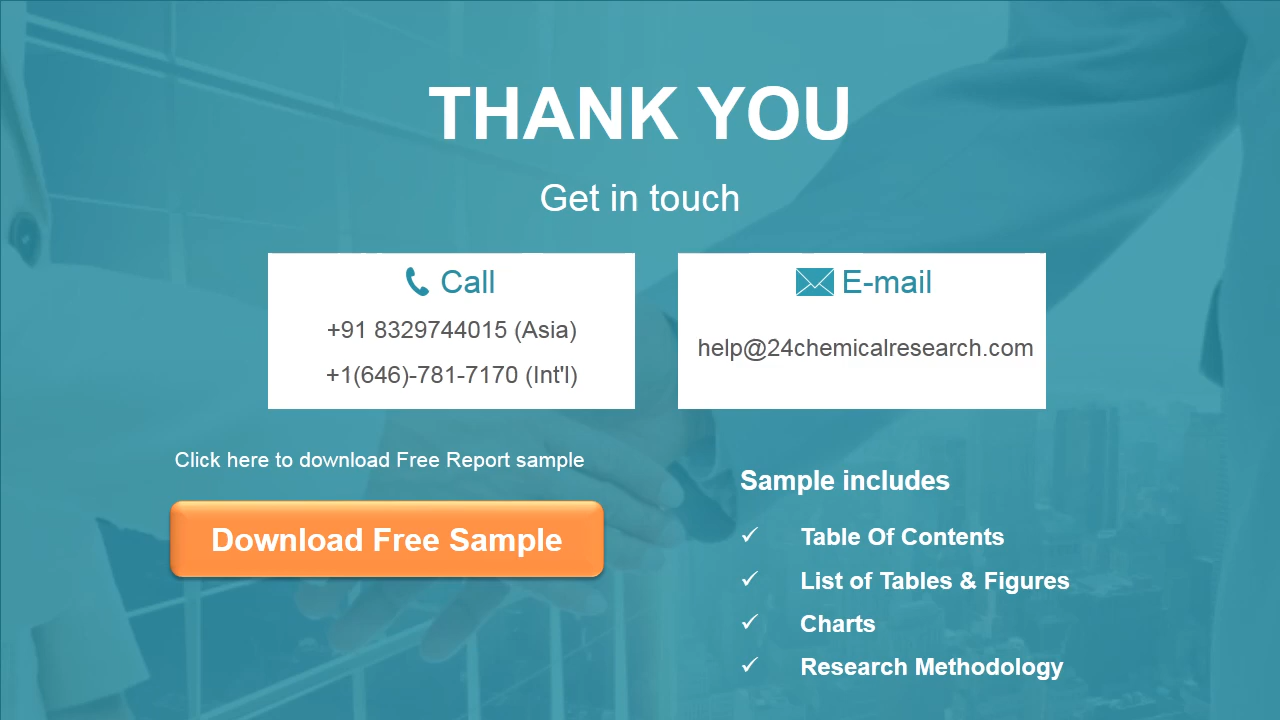 THANK YOU
Get in touch
Call
+91 8329744015 (Asia)
+1(646)-781-7170 (Int'l)
E-mail
help@24chemicalresearch.com
Click here to download Free Report sample
Download Free Sample
Sample includes
✓ Table Of Contents
✓ List of Tables & Figures
✓ Charts
✓ Research Methodology